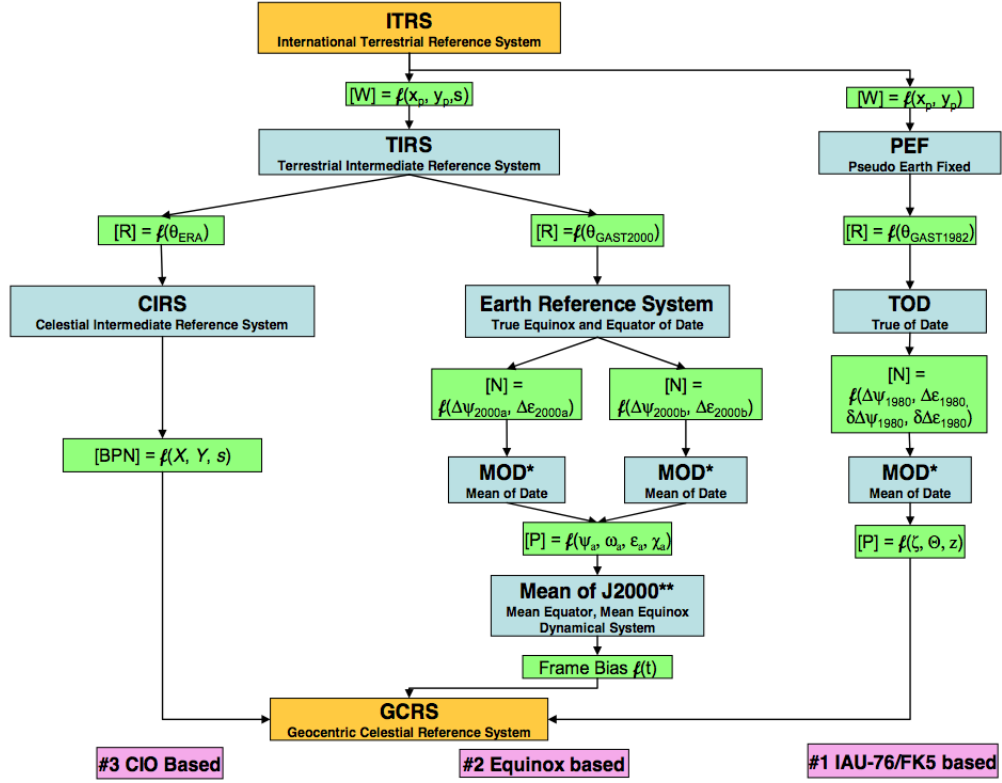 ITRS
International Terrestrial Reference System
[W] = f(xₚ, yₚ,s)
[W] = f(xₚ, yₚ)
TIRS
Terrestrial Intermediate Reference System
PEF
Pseudo Earth Fixed
[R] = f(θERA)
[R] =f(θGAST2000)
[R] = f(θGAST1982)
CIRS
Celestial Intermediate Reference System
Earth Reference System
True Equinox and Equator of Date
TOD
True of Date
[N] =
f(Δψ2000a, Δε2000a)
[N] =
f(Δψ2000b, Δε2000b)
[N] =
f(Δψ1980, Δε1980,
δΔψ1980, δΔε1980)
[BPN] = f(X, Y, s)
MOD*
Mean of Date
MOD*
Mean of Date
MOD*
Mean of Date
[P] = f(ψₐ, ωₐ, εₐ, χₐ)
[P] = f(ζ, Θ, z)
Mean of J2000**
Mean Equator, Mean Equinox
Dynamical System
Frame Bias f(t)
GCRS
Geocentric Celestial Reference System
#3 CIO Based
#2 Equinox based
#1 IAU-76/FK5 based